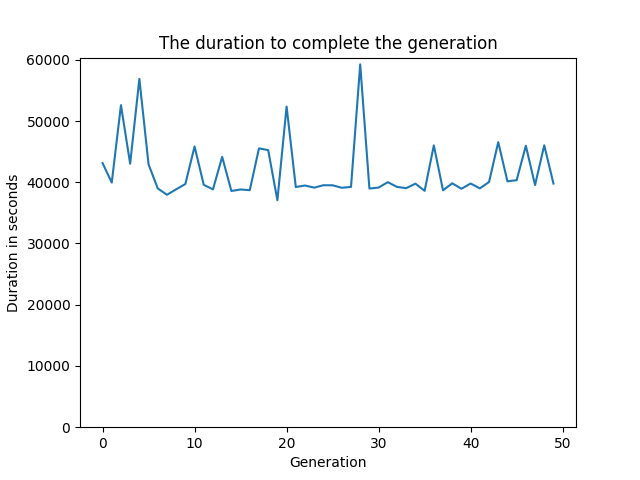 The duration to complete the generation
60000
50000
40000
30000
20000
10000
0
Duration in seconds
0 10 20 30 40 50
Generation